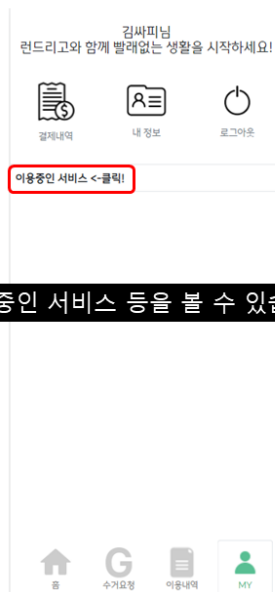 김싸피님
런드리고와 함께 빨래없는 생활을 시작하세요!
결제내역 내 정보 로그아웃
이용중인 서비스 <-클릭!
중인 서비스 등을 볼 수 있
홈 수거요청 이용내역 MY